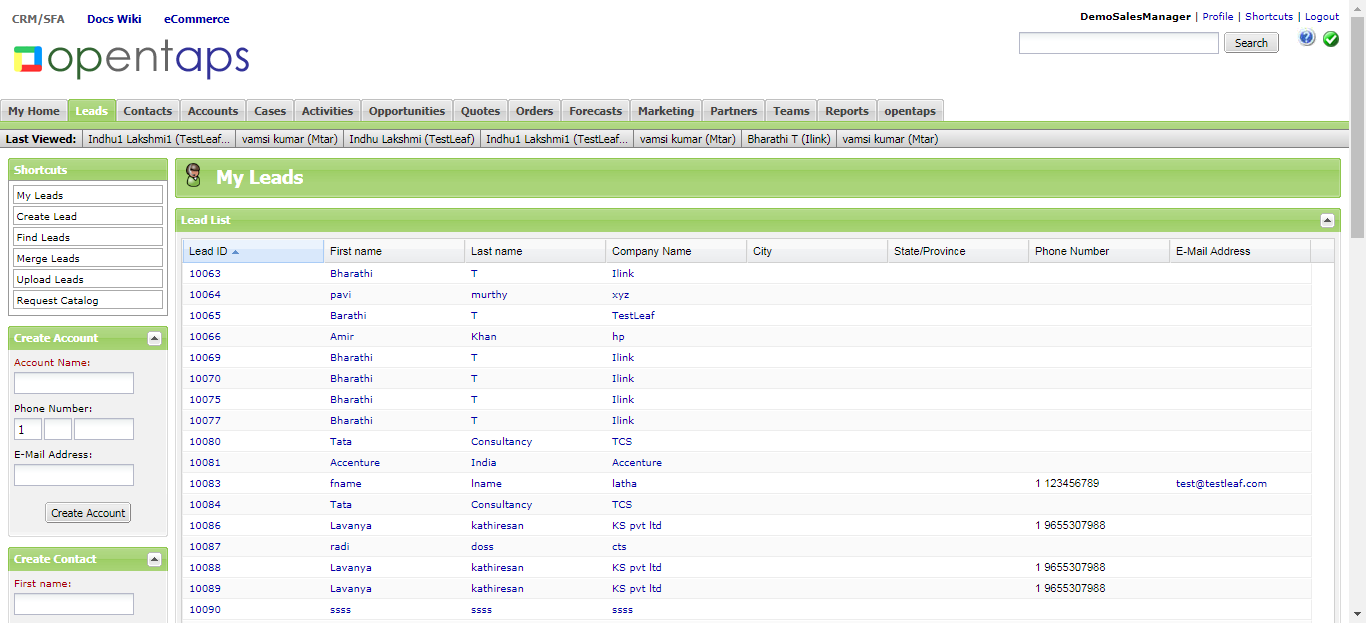 CRM/SFA Docs Wiki eCommerce
DemoSalesManager | Profile | Shortcuts | Logout
opentaps
Search
?
My Home Leads Contacts Accounts Cases Activities Opportunities Quotes Orders Forecasts Marketing Partners Teams Reports opentaps
Last Viewed: Indhu1 Lakshmi1 (TestLeaf... vamsi kumar (Mtar) Indhu Lakshmi (TestLeaf) Indhu1 Lakshmi1 (TestLeaf... vamsi kumar (Mtar) Bharathi T (Ilink) vamsi kumar (Mtar)
Shortcuts
My Leads
Create Lead
Find Leads
Merge Leads
Upload Leads
Request Catalog
Create Account
Account Name:
Phone Number:
1
E-Mail Address:
Create Account
Create Contact
First name:
My Leads
Lead List
Lead ID First name Last name Company Name City State/Province Phone Number E-Mail Address
10063 Bharathi T Ilink
10064 pavi murthy xyz
10065 Barathi T TestLeaf
10066 Amir Khan hp
10069 Bharathi T Ilink
10070 Bharathi T Ilink
10075 Bharathi T Ilink
10077 Bharathi T Ilink
10080 Tata Consultancy TCS
10081 Accenture India Accenture
10083 fname lname latha 1 123456789 test@testleaf.com
10084 Tata Consultancy TCS
10086 Lavanya kathiresan KS pvt ltd 1 9655307988
10087 radi doss cts
10088 Lavanya kathiresan KS pvt ltd 1 9655307988
10089 Lavanya kathiresan KS pvt ltd 1 9655307988
10090 ssss ssss ssss